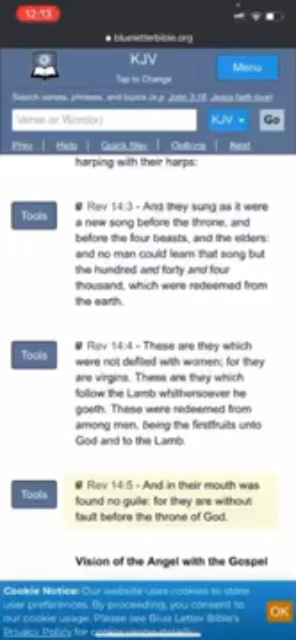 12:13
blueletterbible.org
KJV
Tap to Change
Menu
Search verses, phrases, and topics (e.g. John 3:16, Jesus faith love)
Verse or Word(s)
KJV
Go
Prev | Help | Quick Nav | Options | Next
harping with their harps:
Tools
Rev 14:3 - And they sung as it were
a new song before the throne, and
before the four beasts, and the elders:
and no man could learn that song but
the hundred and forty and four
thousand, which were redeemed from
the earth.
Tools
Rev 14:4 - These are they which
were not defiled with women; for they
are virgins. These are they which
follow the Lamb whithersoever he
goeth. These were redeemed from
among men, being the firstfruits unto
God and to the Lamb.
Tools
Rev 14:5 - And in their mouth was
found no guile: for they are without
fault before the throne of God.
Vision of the Angel with the Gospel
Cookie Notice: Our website uses cookies to store
user preferences. By proceeding, you consent to
our cookie usage. Please see Blue Letter Bible's
Privacy Policy for
OK